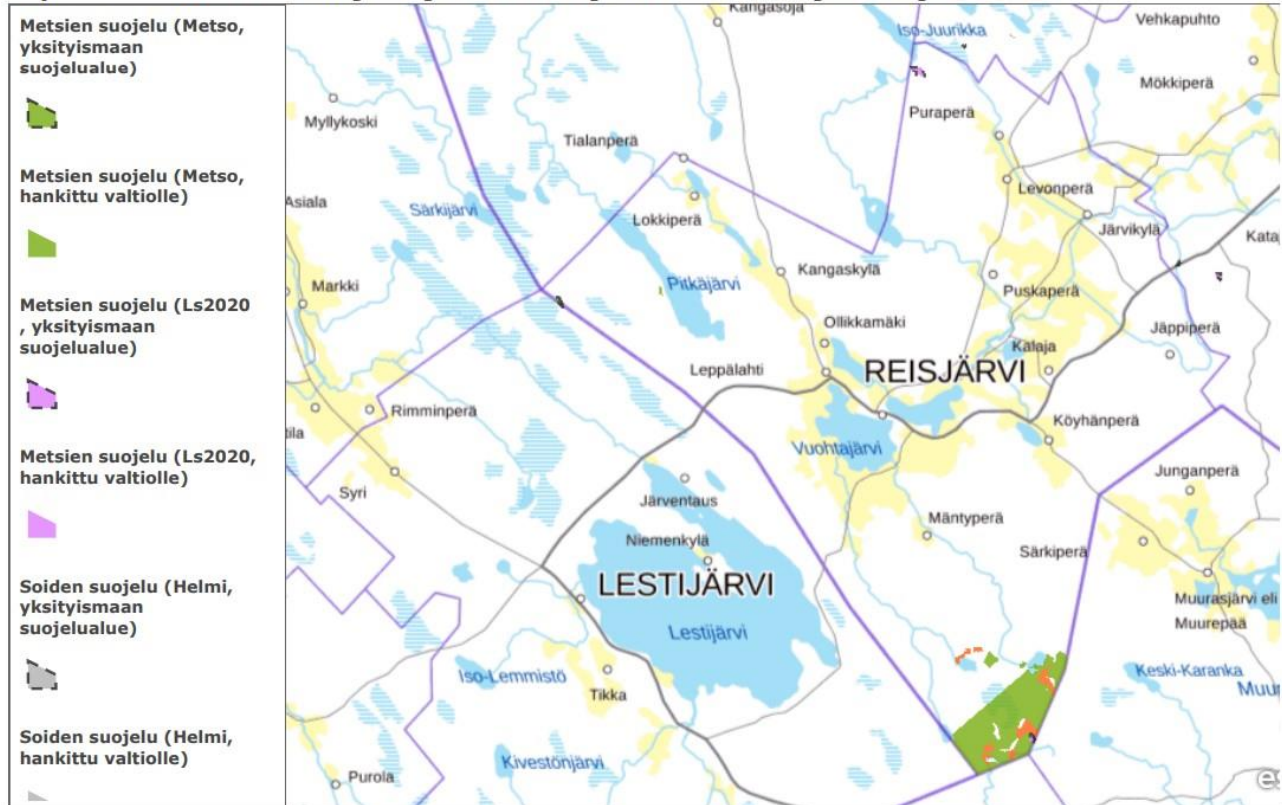 Metsien suojelu (Metso,
yksityismaan
suojelualue)
Metsien suojelu (Metso,
hankittu valtiolle)
Metsien suojelu (Ls2020
, yksityismaan
suojelualue)
Metsien suojelu (Ls2020,
hankittu valtiolle)
Soiden suojelu (Helmi,
yksityismaan
suojelualue)
Soiden suojelu (Helmi,
hankittu valtiolle)
Kangasoja
Iso-Juurikka
Vehkapuhto
Mökkiperä
Myllykoski
Puraperä
Tialanperä
Levonperä
Asiala
Särkijärvi
Lokkiperä
Järvikylä
Kata
Kangaskylä
Markki
Pitkäjärvi
Puskaperä
Ollikkamäki
Jäppiperä
Kalaja
Leppälahti
REISJÄRVI
Rimminperä
Köyhänperä
tila
Vuohtajärvi
Junganperä
Syri
Järventaus
Mäntyperä
Niemenkylä
Särkiperä
LESTIJÄRVI
Muurasjärvi eli
Muurepää
Lestijärvi
Iso-Lemmistö
Keski-Karanka
Tikka
Muur
Kivestönjärvi
Purola
es